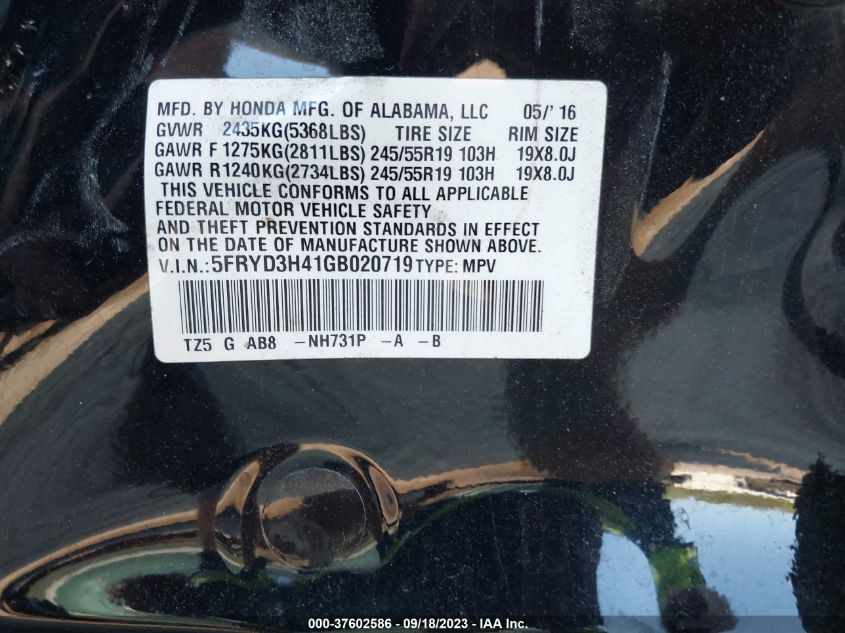 MFD. BY HONDA MFG. OF ALABAMA, LLC 05/' 16
GVWR 2435KG(5368LBS) TIRE SIZE RIM SIZE
GAWR F 1275KG(2811LBS) 245/55R19 103H 19X8.0J
GAWR R1240KG(2734LBS) 245/55R19 103H 19X8.0J
THIS VEHICLE CONFORMS TO ALL APPLICABLE
FEDERAL MOTOR VEHICLE SAFETY
AND THEFT PREVENTION STANDARDS IN EFFECT
ON THE DATE OF MANUFACTURE SHOWN ABOVE.
V.I.N.:5FRYD3H41GB020719 TYPE: MPV
TZ5 G AB8 -NH731P -A -B
000-37602586 - 09/18/2023 - IAA Inc.